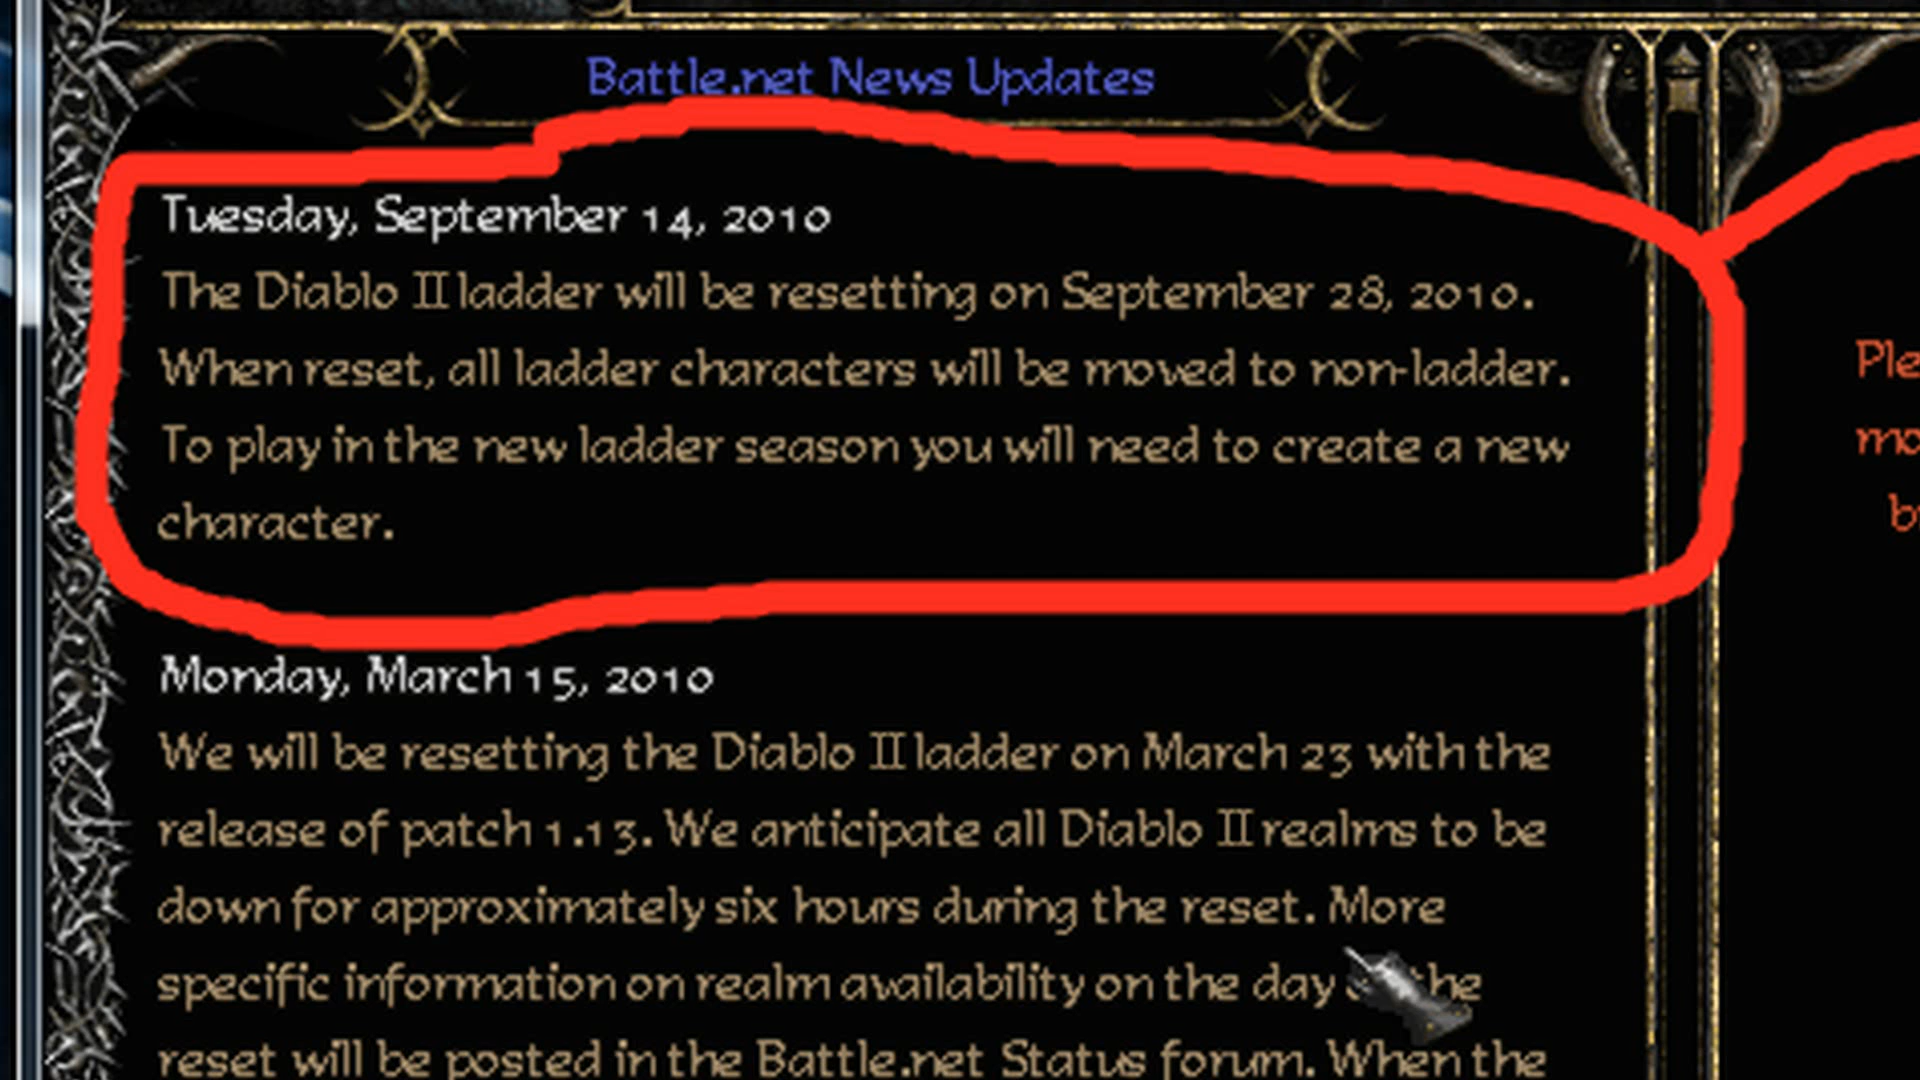 Battle.net News Updates
Tuesday, September 14, 2010
The Diablo II ladder will be resetting on September 28, 2010.
When reset, all ladder characters will be moved to non-ladder.
To play in the new ladder season you will need to create a new
character.
Monday, March 15, 2010
We will be resetting the Diablo II ladder on March 23 with the
release of patch 1.13. We anticipate all Diablo II realms to be
down for approximately six hours during the reset. More
specific information on realm availability on the day the
reset will be posted in the Battle.net Status forum. When the